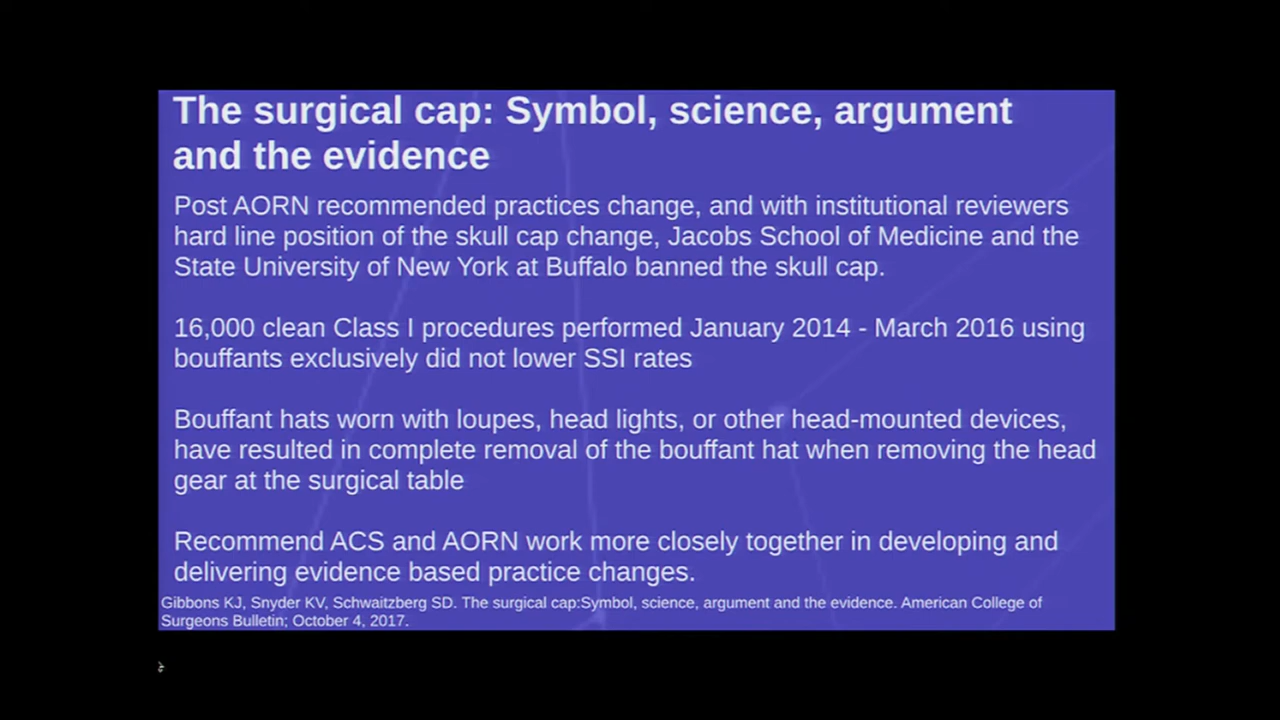 The surgical cap: Symbol, science, argument
and the evidence
Post AORN recommended practices change, and with institutional reviewers
hard line position of the skull cap change, Jacobs School of Medicine and the
State University of New York at Buffalo banned the skull cap.
16,000 clean Class I procedures performed January 2014 - March 2016 using
bouffants exclusively did not lower SSI rates
Bouffant hats worn with loupes, head lights, or other head-mounted devices,
have resulted in complete removal of the bouffant hat when removing the head
gear at the surgical table
Recommend ACS and AORN work more closely together in developing and
delivering evidence based practice changes.
Gibbons KJ, Snyder KV, Schwaitzberg SD. The surgical cap:Symbol, science, argument and the evidence. American College of
Surgeons Bulletin; October 4, 2017.